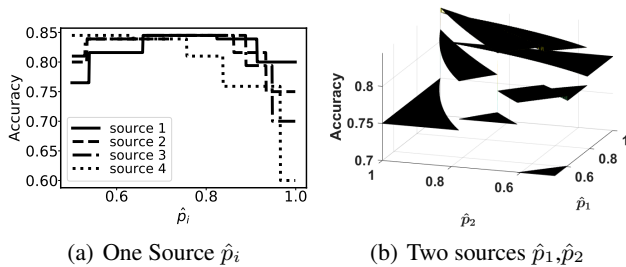 0.85
0.80
0.75
0.70
0.65
0.60
Accuracy
source 1
source 2
source 3
source 4
0.6
0.8
1.0
p̂ᵢ
(a) One Source p̂ᵢ
Accuracy
0.8
0.75
0.7
1
0.8
0.6
p̂₂
0.6
0.8
1
p̂₁
(b) Two sources p̂₁,p̂₂